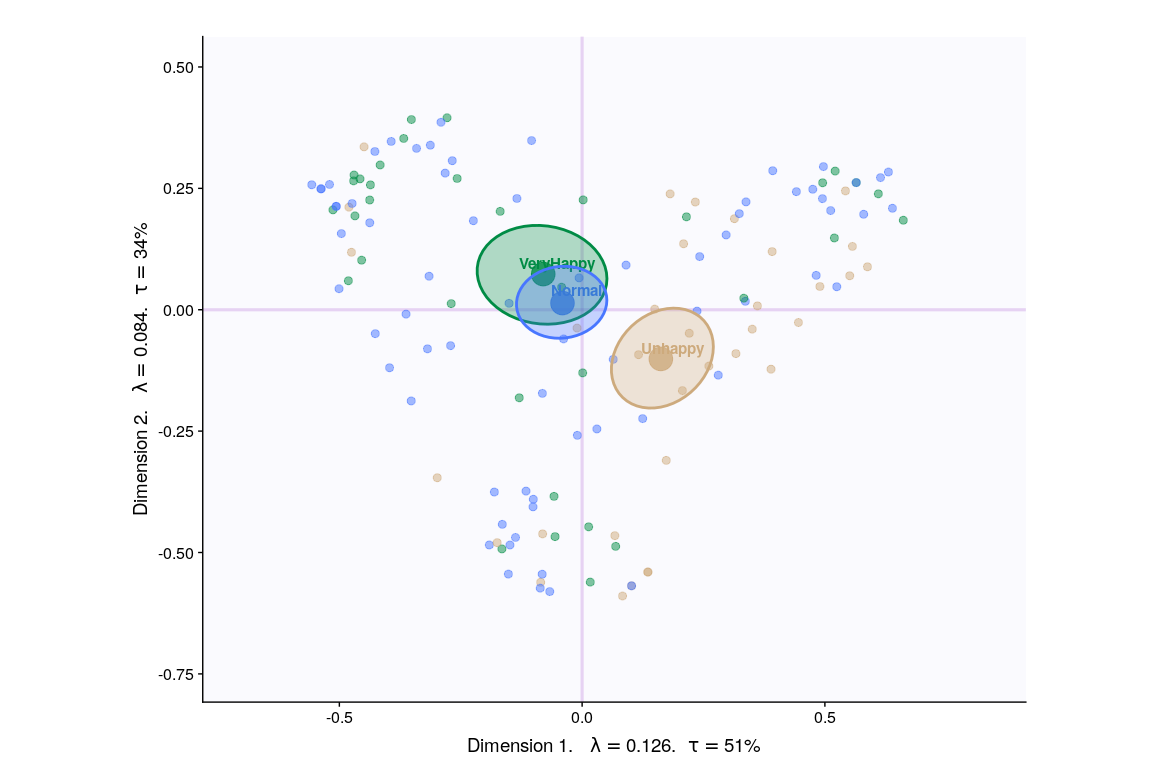 0.50
0.25
0.00
-0.25
-0.50
-0.75
Dimension 2.   λ = 0.084.   τ = 34%
VeryHappy
Normal
Unhappy
-0.5
0.0
0.5
Dimension 1.   λ = 0.126.   τ = 51%